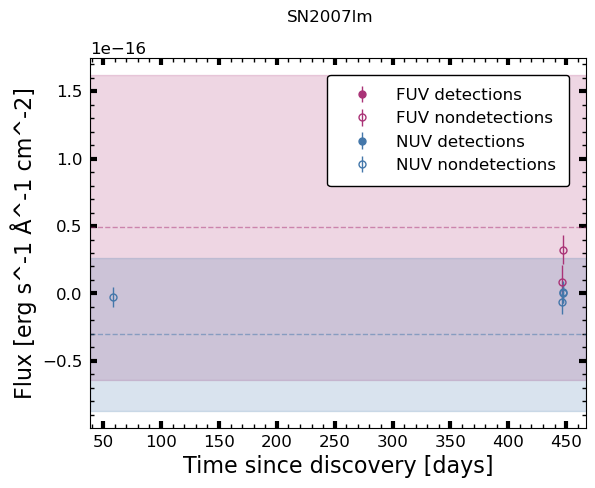 SN2007lm
1e−16
1.5
1.0
0.5
0.0
−0.5
Flux [erg s^-1 Å^-1 cm^-2]
FUV detections
FUV nondetections
NUV detections
NUV nondetections
50 100 150 200 250 300 350 400 450
Time since discovery [days]